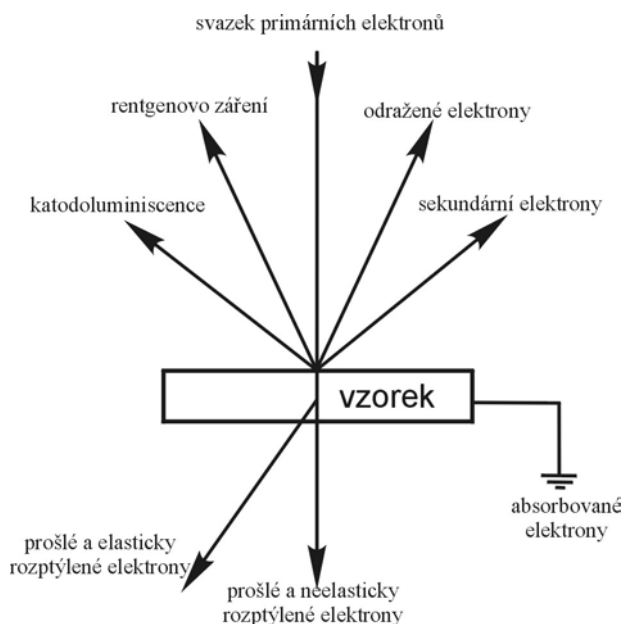 svazek primárních elektronů
rentgenovo záření
odražené elektrony
katodoluminiscence
sekundární elektrony
vzorek
absorbované
elektrony
prošlé a elasticky
rozptýlené elektrony
prošlé a neelasticky
rozptýlené elektrony